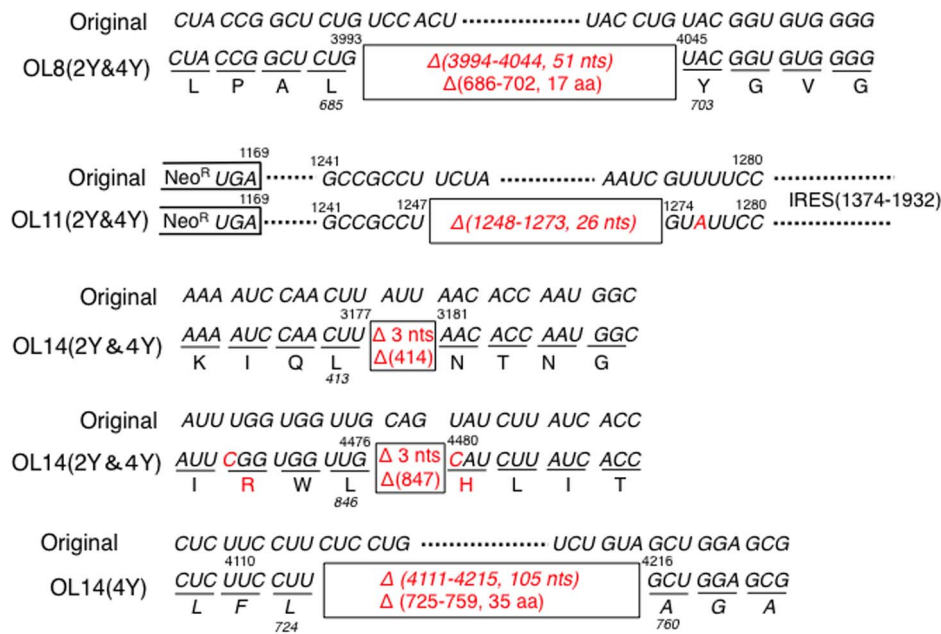 CUA CCG GCU CUG UCC ACU ............... UAC CUG UAC GGU GUG GGG
3993 4045
OL8(2Y&4Y) CUA CCG GCU CUG Δ(3994-4044, 51 nts) UAC GGU GUG GGG
L P A L Δ(686-702, 17 aa) Y G V G
685 703
1169 1241 1280
Original Neo^R UGA ........ GCCGCCU UCUA ............... AAUC GUUUUCC ............... IRES(1374-1932)
1169 1241 1247 1274 1280
OL11(2Y&4Y) Neo^R UGA ........ GCCGCCU Δ(1248-1273, 26 nts) GUAUUCC ...............
Original AAA AUC CAA CUU AUU AAC ACC AAU GGC
3177 3181
OL14(2Y&4Y) AAA AUC CAA CUU Δ 3 nts AAC ACC AAU GGC
K I Q L Δ(414) N T N G
413
Original AUU UGG UGG UUG CAG UAU CUU AUC ACC
4476 4480
OL14(2Y&4Y) AUU CGG UGG UUG Δ 3 nts CAU CUU AUC ACC
I R W L Δ(847) H L I T
846
Original CUC UUC CUU CUC CUG ............... UCU GUA GCU GGA GCG
4110 4216
OL14(4Y) CUC UUC CUU Δ (4111-4215, 105 nts) GCU GGA GCG
L F L Δ (725-759, 35 aa) A G A
724 760